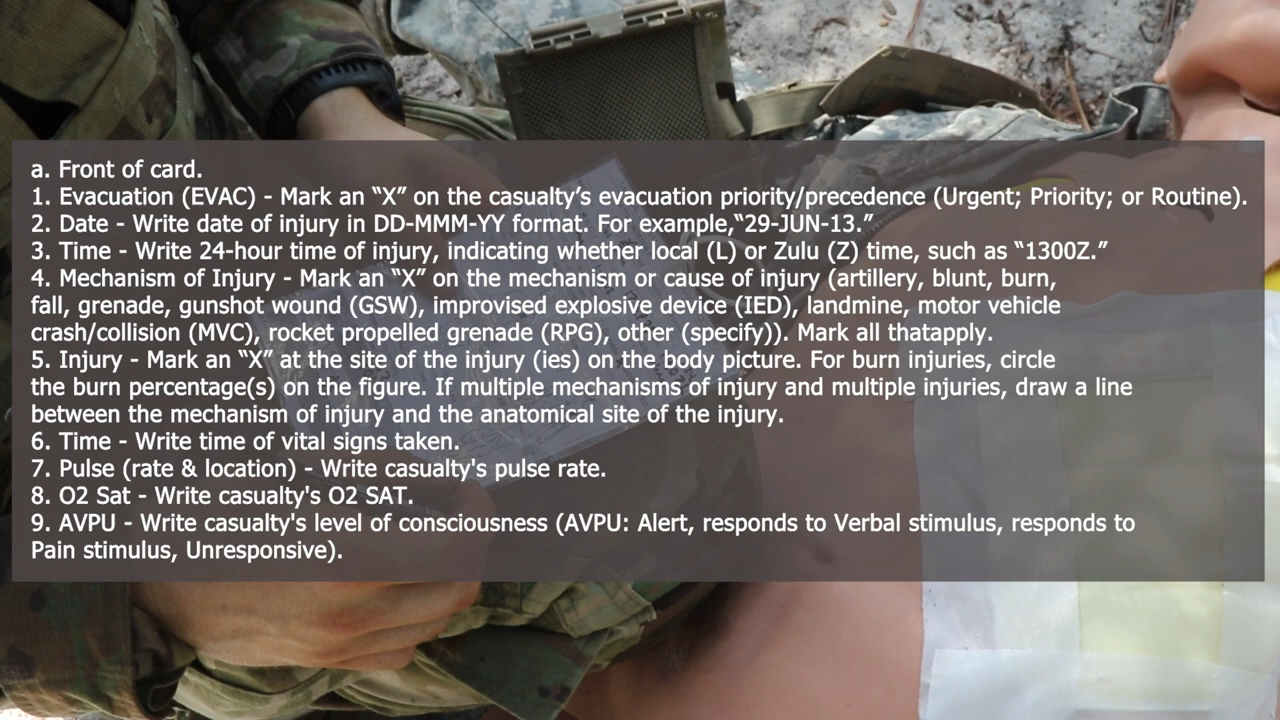 a. Front of card.
1. Evacuation (EVAC) - Mark an “X” on the casualty’s evacuation priority/precedence (Urgent; Priority; or Routine).
2. Date - Write date of injury in DD-MMM-YY format. For example,“29-JUN-13.”
3. Time - Write 24-hour time of injury, indicating whether local (L) or Zulu (Z) time, such as “1300Z.”
4. Mechanism of Injury - Mark an “X” on the mechanism or cause of injury (artillery, blunt, burn,
fall, grenade, gunshot wound (GSW), improvised explosive device (IED), landmine, motor vehicle
crash/collision (MVC), rocket propelled grenade (RPG), other (specify)). Mark all thatapply.
5. Injury - Mark an “X” at the site of the injury (ies) on the body picture. For burn injuries, circle
the burn percentage(s) on the figure. If multiple mechanisms of injury and multiple injuries, draw a line
between the mechanism of injury and the anatomical site of the injury.
6. Time - Write time of vital signs taken.
7. Pulse (rate & location) - Write casualty's pulse rate.
8. O2 Sat - Write casualty's O2 SAT.
9. AVPU - Write casualty's level of consciousness (AVPU: Alert, responds to Verbal stimulus, responds to
Pain stimulus, Unresponsive).